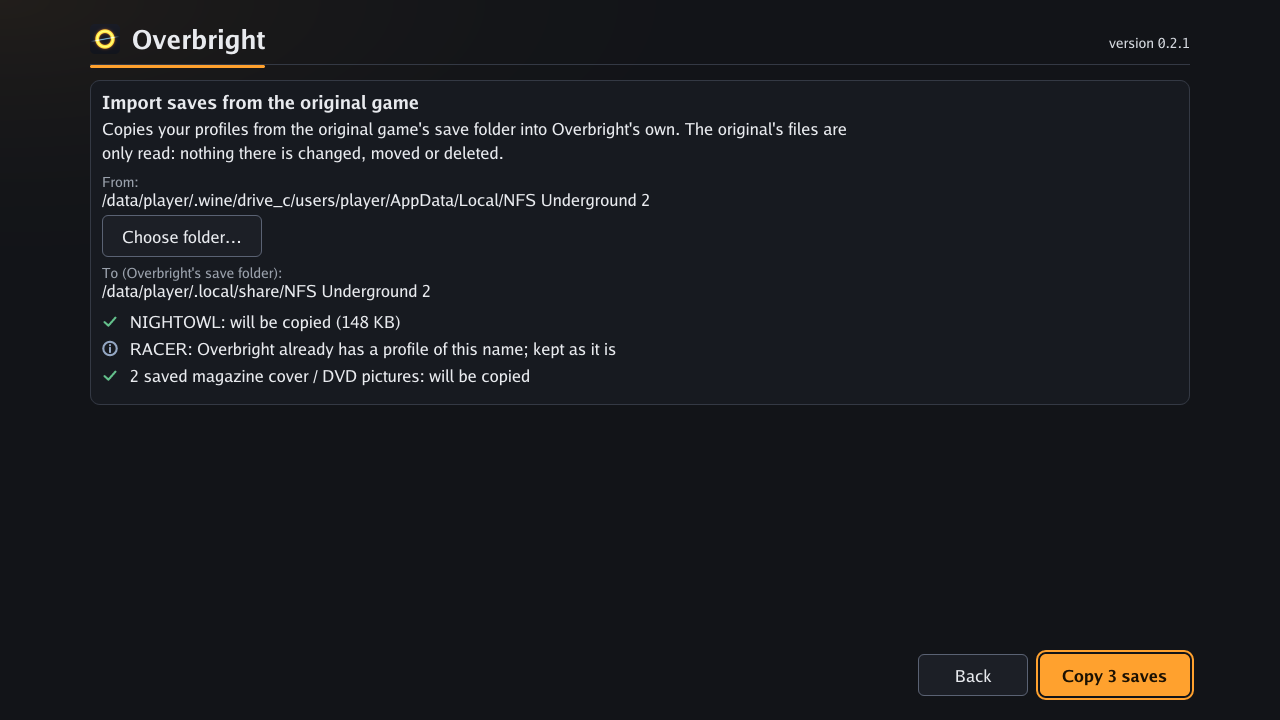 Overbright
version 0.2.1
Import saves from the original game
Copies your profiles from the original game's save folder into Overbright's own. The original's files are
only read: nothing there is changed, moved or deleted.
From:
/data/player/.wine/drive_c/users/player/AppData/Local/NFS Underground 2
Choose folder...
To (Overbright's save folder):
/data/player/.local/share/NFS Underground 2
NIGHTOWL: will be copied (148 KB)
RACER: Overbright already has a profile of this name; kept as it is
2 saved magazine cover / DVD pictures: will be copied
Back
Copy 3 saves